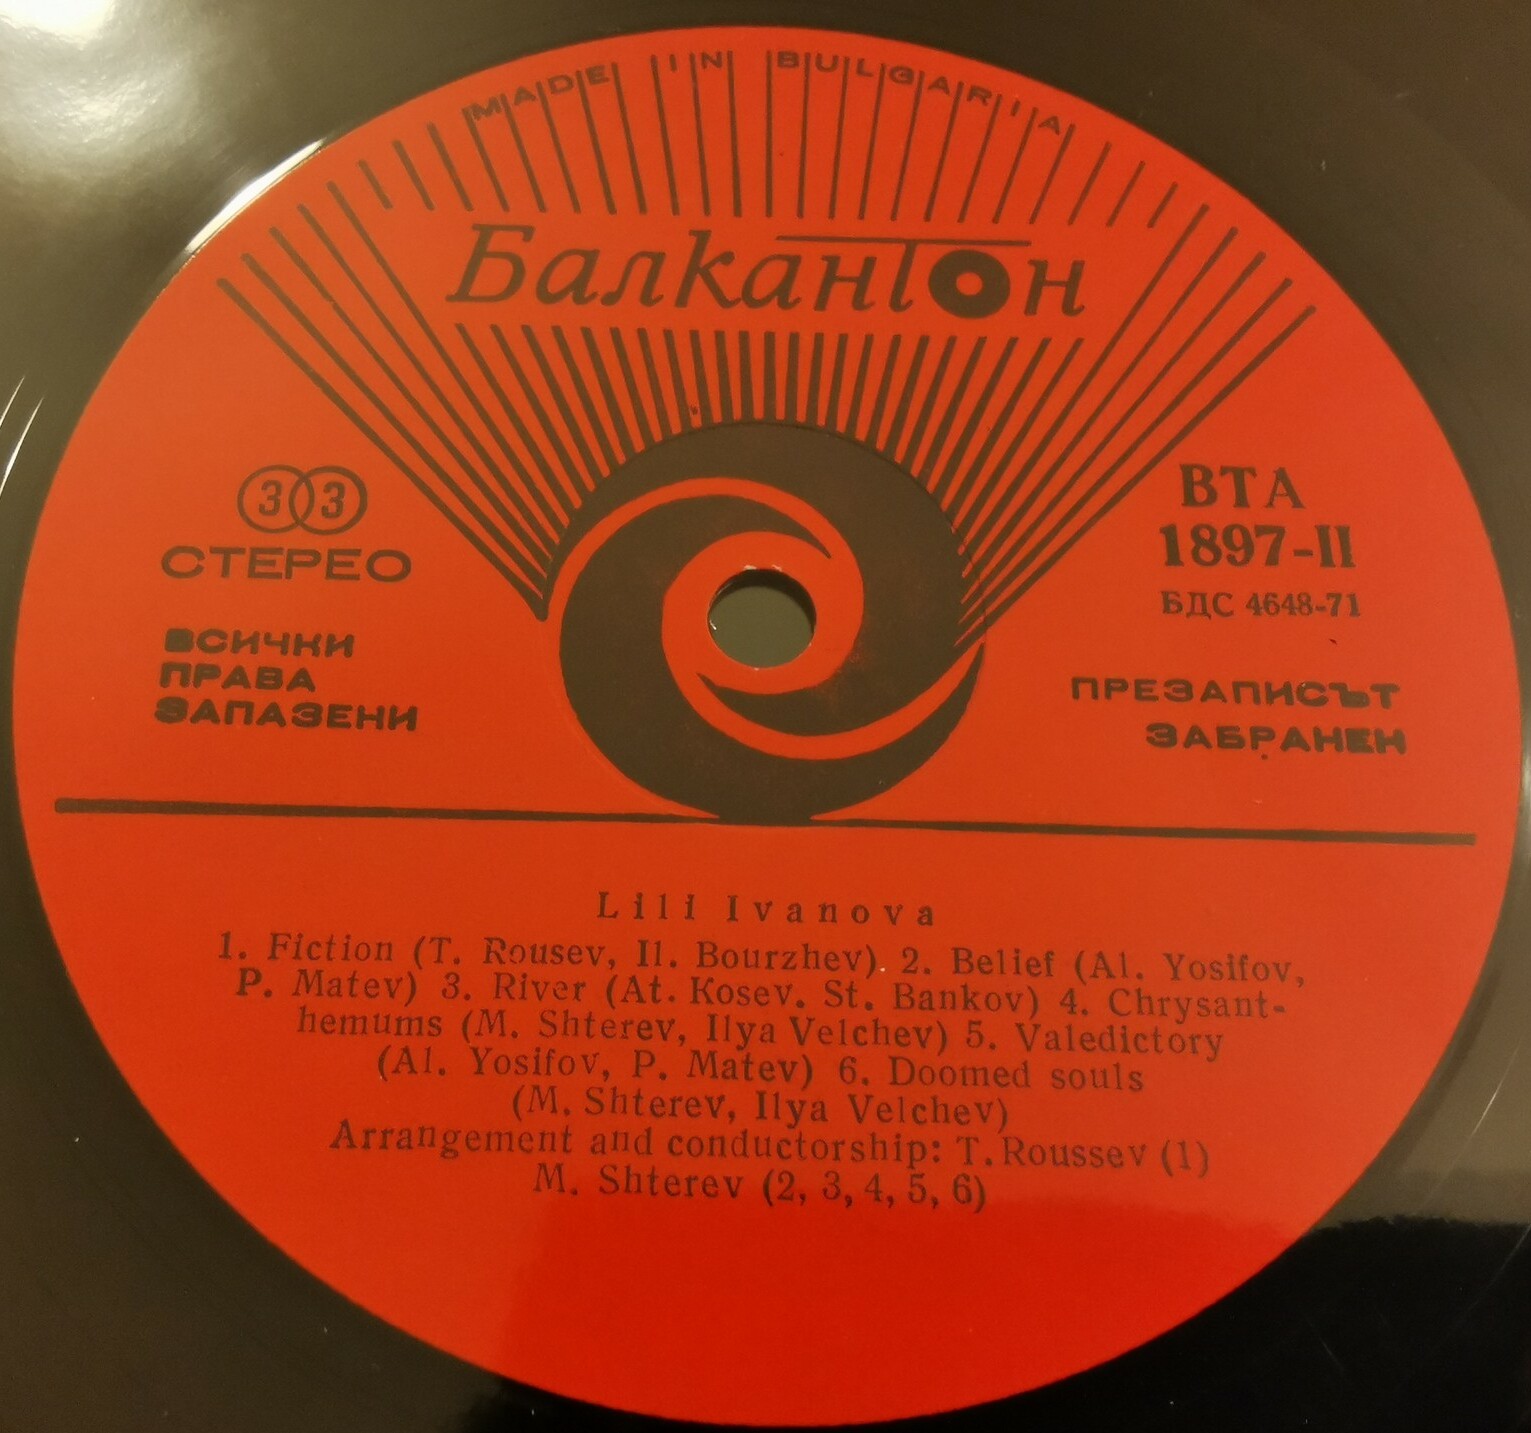 MADE IN BULGARIA
Балкантон
33
СТЕРЕО
ВСИЧКИ
ПРАВА
ЗАПАЗЕНИ
ВТА
1897-II
БДС 4648-71
ПРЕЗАПИСЪТ
ЗАБРАНЕН
Lili Ivanova
1. Fiction (T. Rousev, Il. Bourzhev). 2. Belief (Al. Yosifov,
P. Matev) 3. River (At. Kosev. St. Bankov) 4. Chrysant-
hemums (M. Shterev, Ilya Velchev) 5. Valedictory
(Al. Yosifov, P. Matev) 6. Doomed souls
(M. Shterev, Ilya Velchev)
Arrangement and conductorship: T. Roussev (1)
M. Shterev (2, 3, 4, 5, 6)